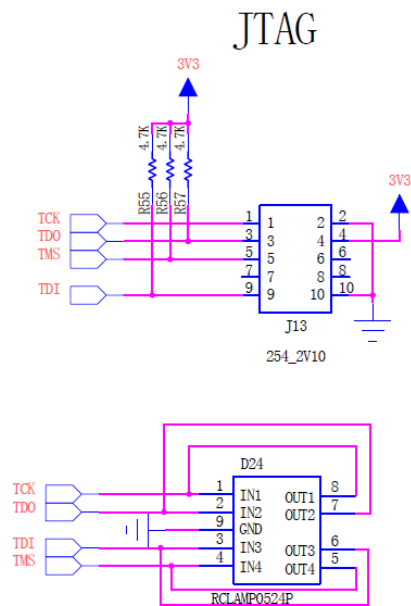 JTAG
3V3
4.7K
4.7K
4.7K
R55
R56
R57
3V3
TCK
TDO
TMS
TDI
1 1 2 2
3 3 4 4
5 5 6 6
7 7 8 8
9 9 10 10
J13
254_2V10
D24
TCK 1 IN1 OUT1 8
TDO 2 IN2 OUT2 7
9 GND
TDI 3 IN3 OUT3 6
TMS 4 IN4 OUT4 5
RCLAMP0524P